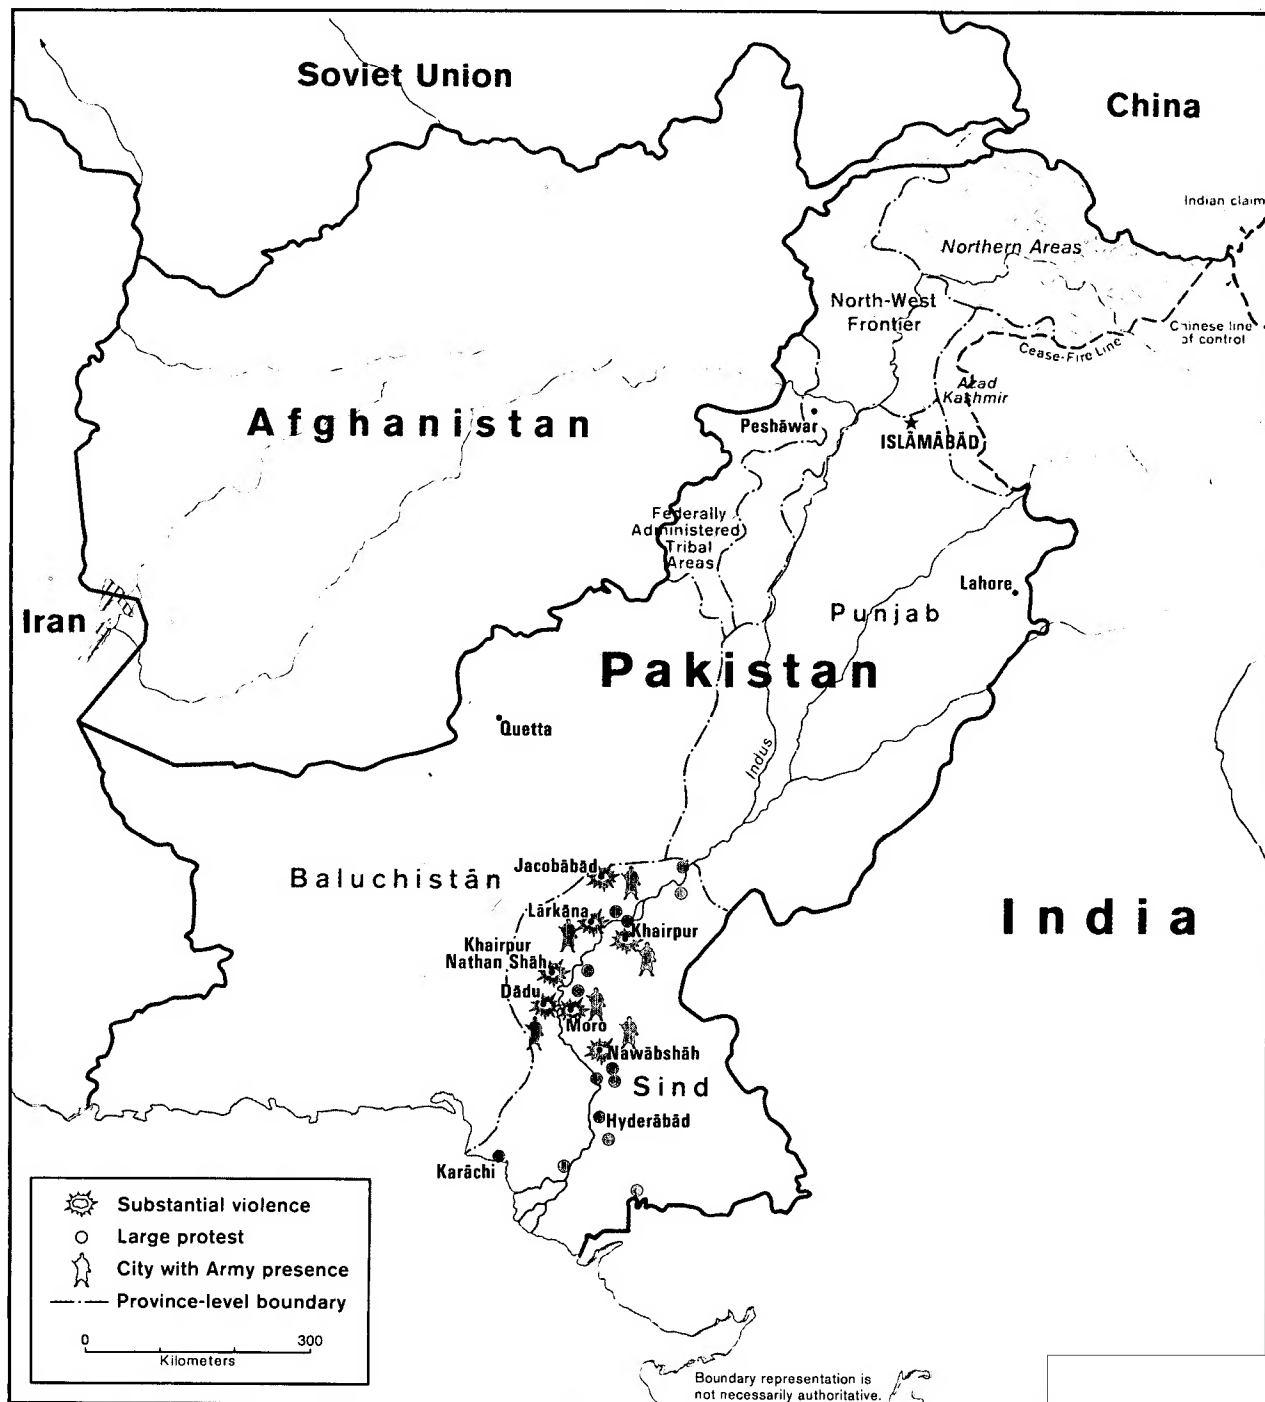 Soviet Union
China
Indian claim
Northern Areas
North-West
Frontier
Chinese line
of control
Cease-Fire Line
Azad
Kashmir
Afghanistan
Peshāwar
ISLĀMĀBĀD
Federally
Administered
Tribal
Areas
Lahore
Iran
Punjab
Pakistan
Quetta
Indus
Jacobābād
Baluchistān
Lārkāna
India
Khairpur
Khairpur
Nathan Shāh
Dādu
Moro
Nawābshāh
Sind
Hyderābād
Karāchi
Substantial violence
Large protest
City with Army presence
Province-level boundary
0 300
Kilometers
Boundary representation is
not necessarily authoritative.